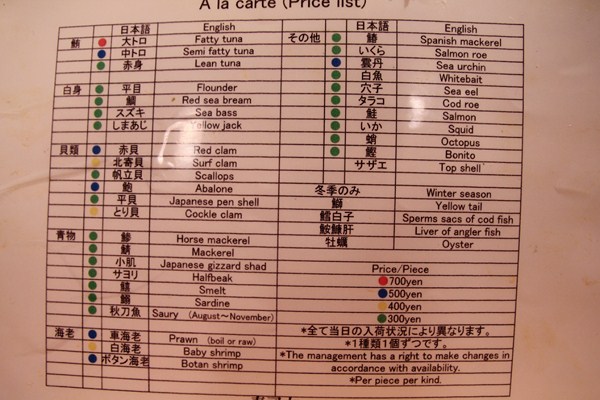 A la carte (Price list)
日本語 English
鮪 大トロ Fatty tuna
中トロ Semi fatty tuna
赤身 Lean tuna
白身 平目 Flounder
鯛 Red sea bream
スズキ Sea bass
しまあじ Yellow jack
貝類 赤貝 Red clam
北寄貝 Surf clam
帆立貝 Scallops
鮑 Abalone
平貝 Japanese pen shell
とり貝 Cockle clam
青物 鯵 Horse mackerel
鯖 Mackerel
小肌 Japanese gizzard shad
サヨリ Halfbeak
Smelt
Sardine
秋刀魚 Saury (August~November)
海老 車海老 Prawn (boil or raw)
白海老 Baby shrimp
ボタン海老 Botan shrimp
日本語 English
その他 鰆 Spanish mackerel
いくら Salmon roe
雲丹 Sea urchin
白魚 Whitebait
穴子 Sea eel
タラコ Cod roe
鮭 Salmon
いか Squid
蛸 Octopus
鰹 Bonito
サザエ Top shell
冬季のみ Winter season
鰤 Yellow tail
鱈白子 Sperms sacs of cod fish
鮟鱇肝 Liver of angler fish
牡蠣 Oyster
Price/Piece
700yen
500yen
400yen
300yen
*全て当日の入荷状況により異なります。
*1種類1個ずつです。
*The management has a right to make changes in
accordance with availability.
*Per piece per kind.